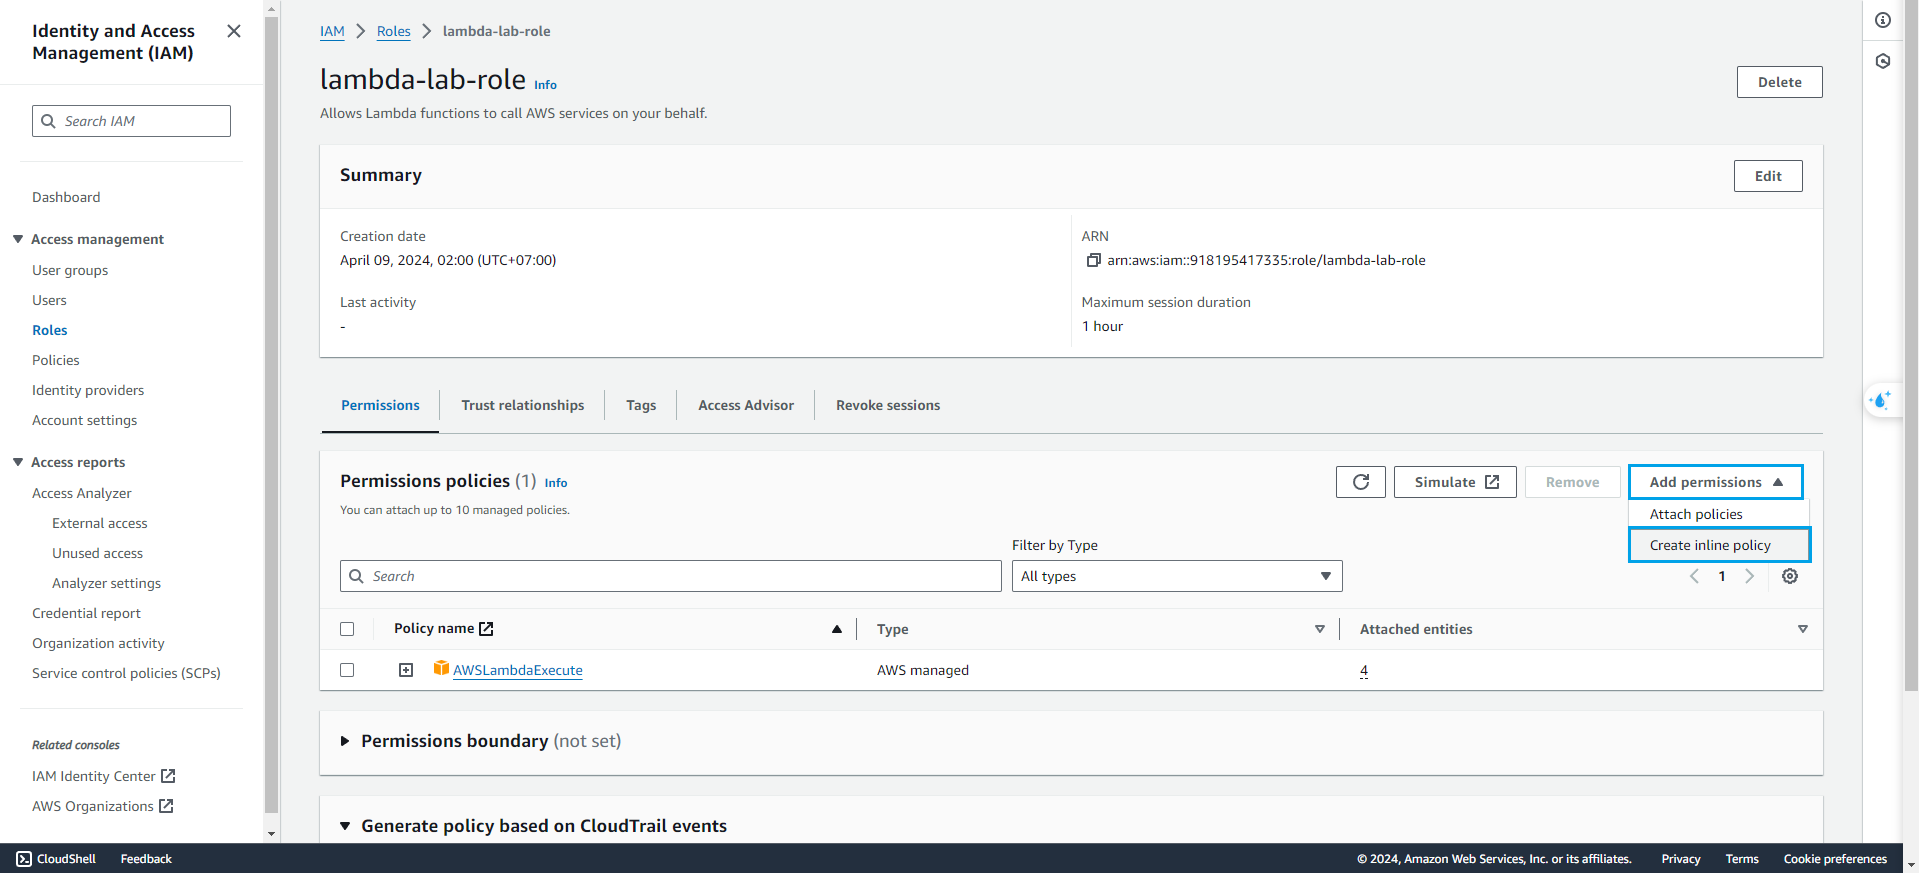 Identity and Access
Management (IAM)
Search IAM
Dashboard
Access management
User groups
Users
Roles
Policies
Identity providers
Account settings
Access reports
Access Analyzer
External access
Unused access
Analyzer settings
Credential report
Organization activity
Service control policies (SCPs)
Related consoles
IAM Identity Center
AWS Organizations
IAM Roles lambda-lab-role
lambda-lab-role Info
Delete
Allows Lambda functions to call AWS services on your behalf.
Summary
Edit
Creation date
April 09, 2024, 02:00 (UTC+07:00)
ARN
arn:aws:iam::918195417335:role/lambda-lab-role
Last activity
-
Maximum session duration
1 hour
Permissions Trust relationships Tags Access Advisor Revoke sessions
Permissions policies (1) Info
Simulate Remove Add permissions
You can attach up to 10 managed policies.
Attach policies
Create inline policy
Filter by Type
Search All types 1
Policy name Type Attached entities
AWSLambdaExecute AWS managed 4
Permissions boundary (not set)
Generate policy based on CloudTrail events
CloudShell Feedback © 2024, Amazon Web Services, Inc. or its affiliates. Privacy Terms Cookie preferences